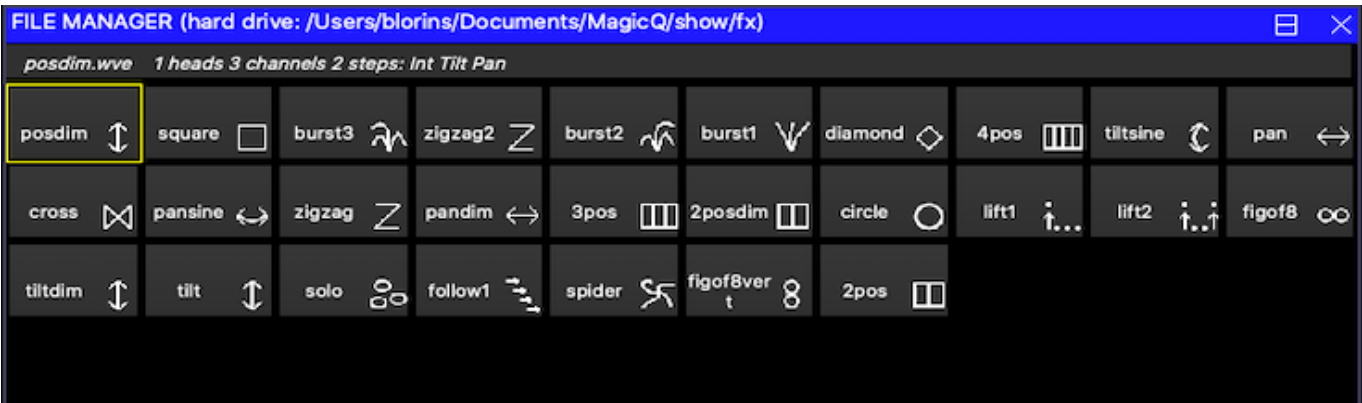 FILE MANAGER (hard drive: /Users/blorins/Documents/MagicQ/show/fx)
posdim.wve 1 heads 3 channels 2 steps: Int Tilt Pan
posdim square burst3 zigzag2 burst2 burst1 diamond 4pos tiltsine pan
cross pansine zigzag pandim 3pos 2posdim circle lift1 lift2 figof8
tiltdim tilt solo follow1 spider figof8ver 2pos
t